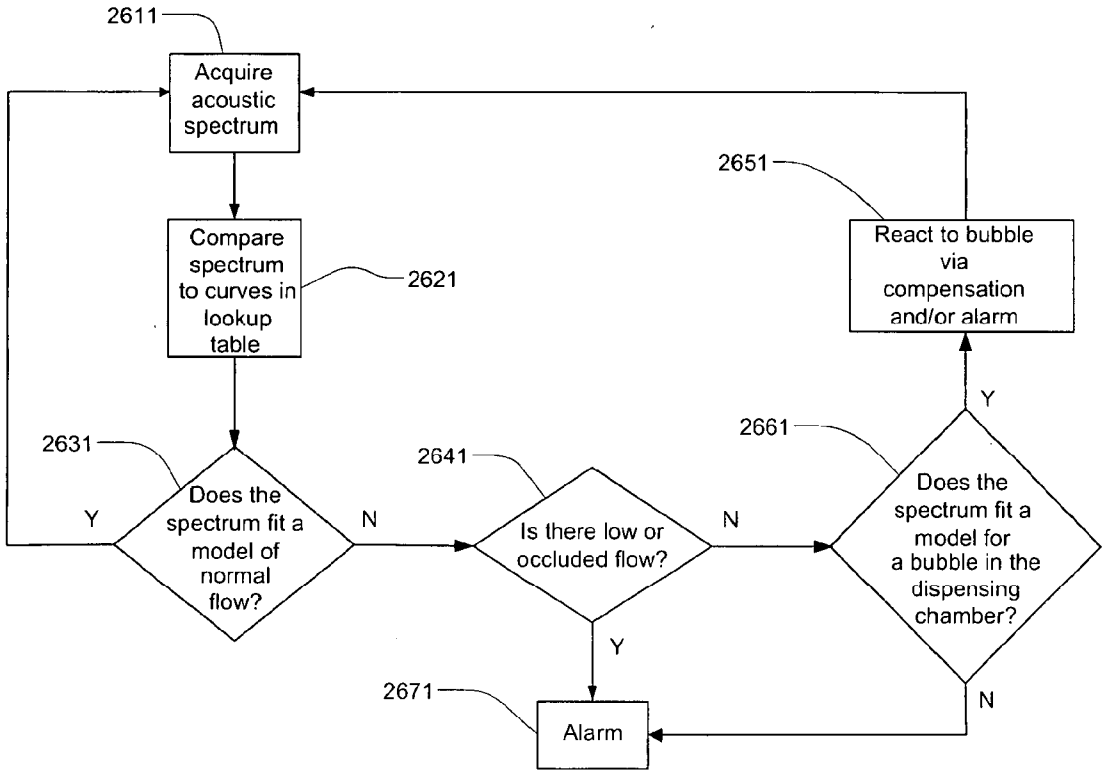 2611
Acquire
acoustic
spectrum
2651
Compare
spectrum
to curves in
lookup
table
2621
React to bubble
via
compensation
and/or alarm
2631
Does the
spectrum fit a
model of
normal
flow?
Y
N
2641
Is there low or
occluded flow?
N
Y
2661
Does the
spectrum fit a
model for
a bubble in the
dispensing
chamber?
Y
N
2671
Alarm